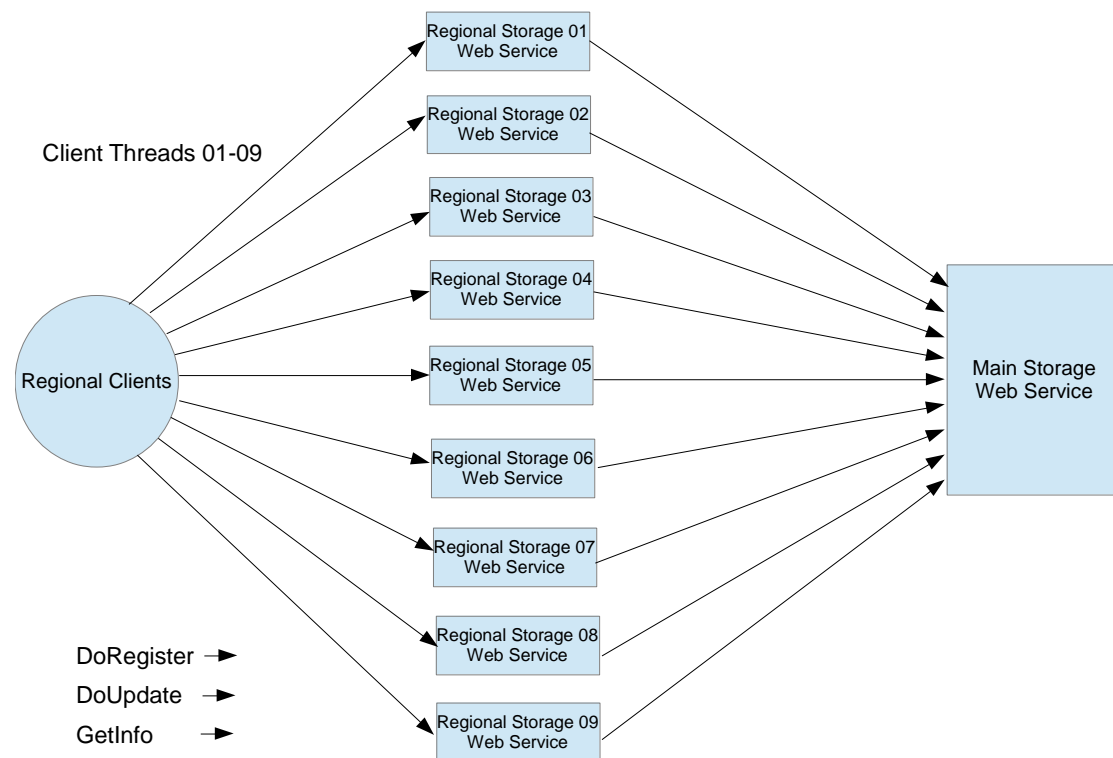 Regional Storage 01
Web Service
Regional Storage 02
Web Service
Client Threads 01-09
Regional Storage 03
Web Service
Regional Storage 04
Web Service
Regional Storage 05
Web Service
Regional Clients
Main Storage
Web Service
Regional Storage 06
Web Service
Regional Storage 07
Web Service
Regional Storage 08
Web Service
DoRegister
DoUpdate
GetInfo
Regional Storage 09
Web Service